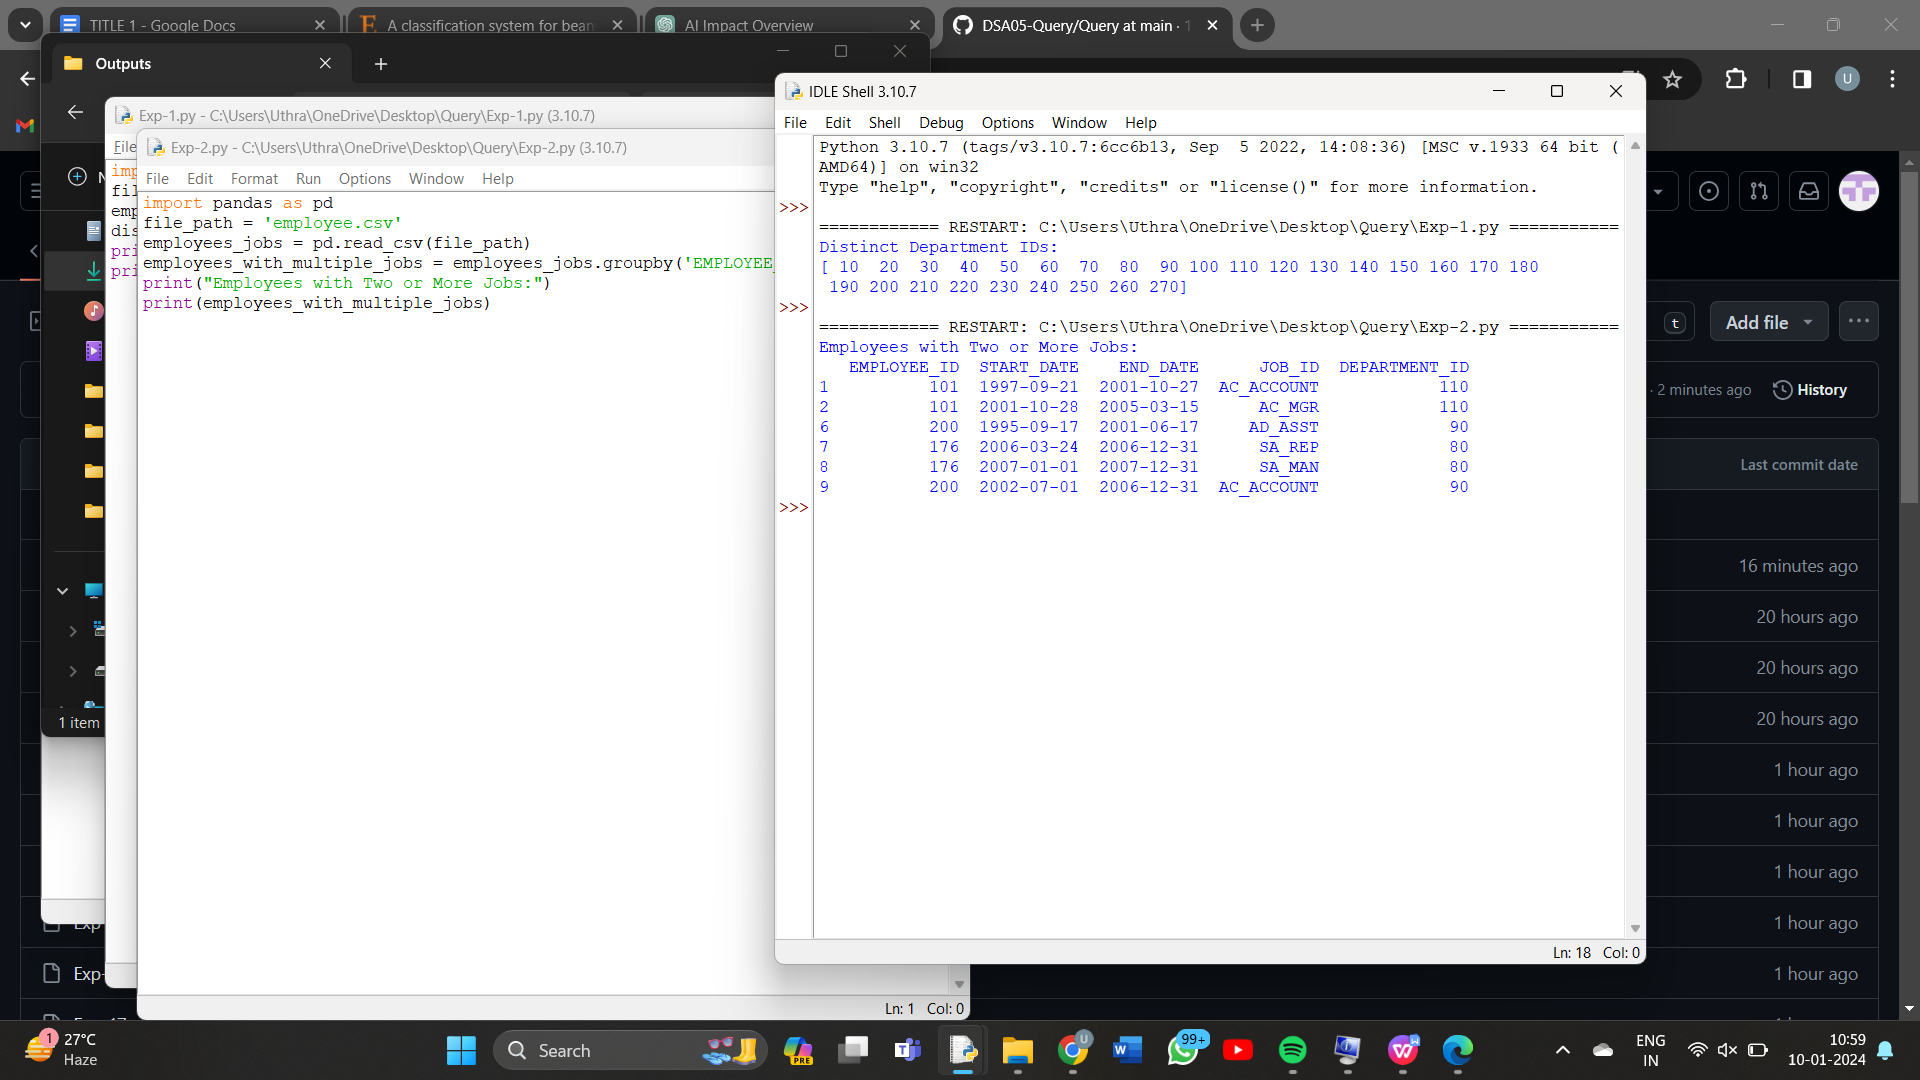 TITLE 1 - Google Docs
A classification system for bean
AI Impact Overview
DSA05-Query/Query at main · 1
Outputs
Exp-1.py - C:\Users\Uthra\OneDrive\Desktop\Query\Exp-1.py (3.10.7)
File
imp
fil
emp
dis
pri
pri
Exp-2.py - C:\Users\Uthra\OneDrive\Desktop\Query\Exp-2.py (3.10.7)
File Edit Format Run Options Window Help
import pandas as pd
file_path = 'employee.csv'
employees_jobs = pd.read_csv(file_path)
employees_with_multiple_jobs = employees_jobs.groupby('EMPLOYEE_
print("Employees with Two or More Jobs:")
print(employees_with_multiple_jobs)
Ln: 1 Col: 0
1 item
IDLE Shell 3.10.7
File Edit Shell Debug Options Window Help
Python 3.10.7 (tags/v3.10.7:6cc6b13, Sep  5 2022, 14:08:36) [MSC v.1933 64 bit (
AMD64)] on win32
Type "help", "copyright", "credits" or "license()" for more information.
>>>
============ RESTART: C:\Users\Uthra\OneDrive\Desktop\Query\Exp-1.py ===========
Distinct Department IDs:
[ 10  20  30  40  50  60  70  80  90 100 110 120 130 140 150 160 170 180
 190 200 210 220 230 240 250 260 270]
>>>
============ RESTART: C:\Users\Uthra\OneDrive\Desktop\Query\Exp-2.py ===========
Employees with Two or More Jobs:
   EMPLOYEE_ID  START_DATE    END_DATE      JOB_ID  DEPARTMENT_ID
1          101  1997-09-21  2001-10-27  AC_ACCOUNT            110
2          101  2001-10-28  2005-03-15      AC_MGR            110
6          200  1995-09-17  2001-06-17     AD_ASST             90
7          176  2006-03-24  2006-12-31      SA_REP             80
8          176  2007-01-01  2007-12-31      SA_MAN             80
9          200  2002-07-01  2006-12-31  AC_ACCOUNT             90
>>>
Ln: 18 Col: 0
U
t
Add file
· 2 minutes ago
History
Last commit date
16 minutes ago
20 hours ago
20 hours ago
20 hours ago
1 hour ago
1 hour ago
1 hour ago
1 hour ago
1 hour ago
Exp-
1
27°C
Haze
Search
PRE
U
99+
ENG
IN
10:59
10-01-2024